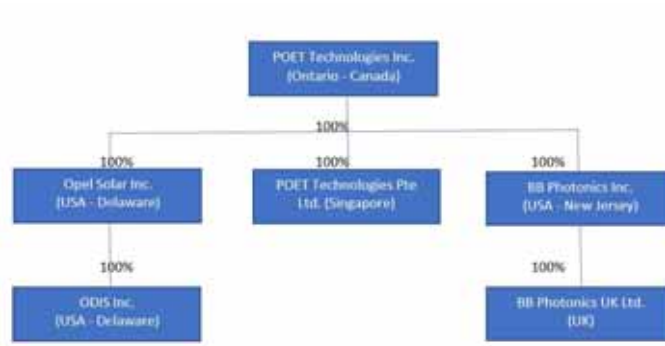 POET Technologies Inc.
(Ontario - Canada)
100%
100%
100%
100%
Opel Solar Inc.
(USA - Delaware)
POET Technologies Pte
Ltd. (Singapore)
BB Photonics Inc.
(USA - New Jersey)
100%
100%
ODIS Inc.
(USA - Delaware)
BB Photonics UK Ltd.
(UK)